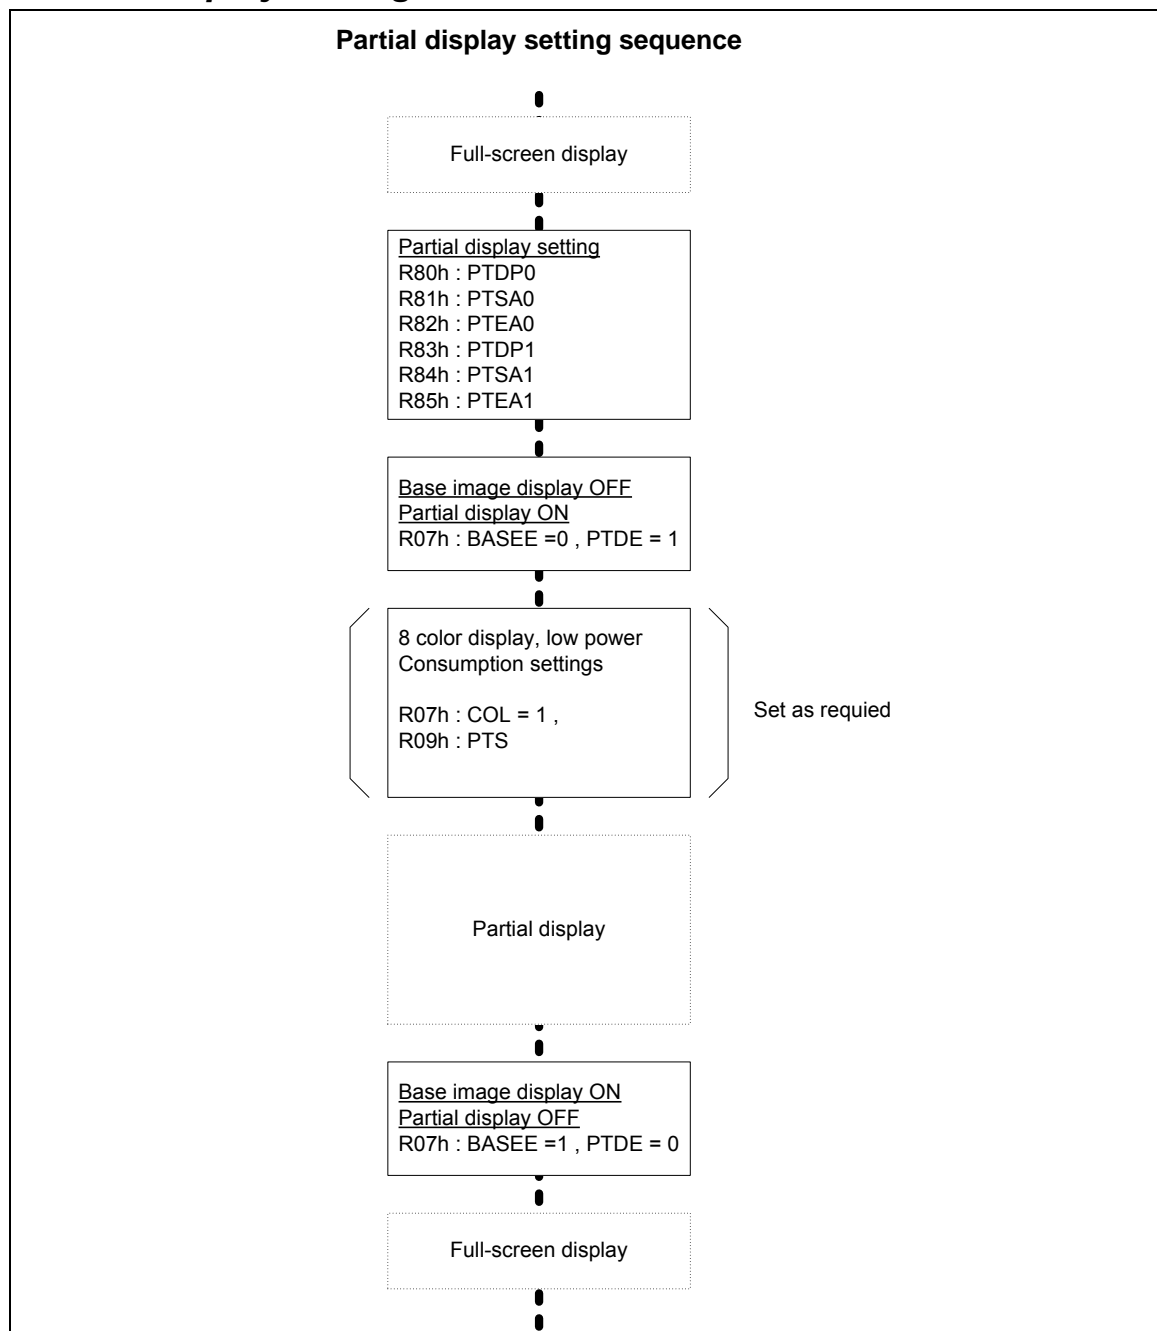 Partial display setting sequence
Full-screen display
Partial display setting
R80h : PTDP0
R81h : PTSA0
R82h : PTEA0
R83h : PTDP1
R84h : PTSA1
R85h : PTEA1
Base image display OFF
Partial display ON
R07h : BASEE =0 , PTDE = 1
8 color display, low power
Consumption settings
R07h : COL = 1 ,
R09h : PTS
Set as requied
Partial display
Base image display ON
Partial display OFF
R07h : BASEE =1 , PTDE = 0
Full-screen display